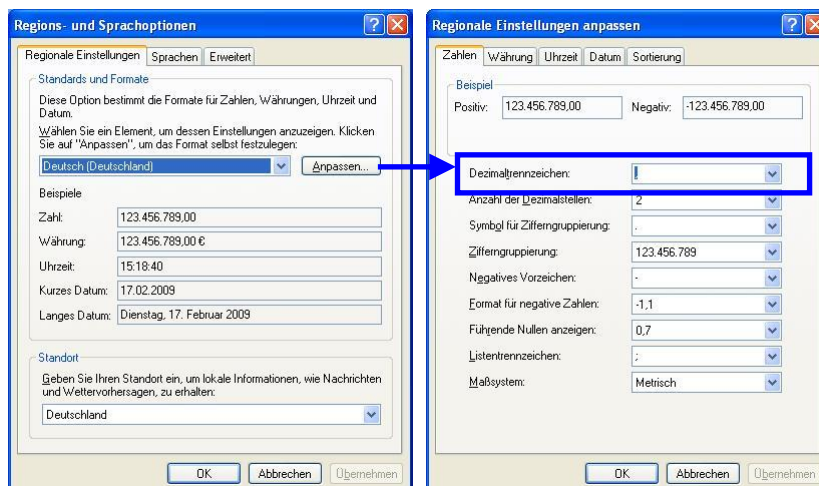 Regions- und Sprachoptionen
Regionale Einstellungen Sprachen Erweitert
Standards und Formate
Diese Option bestimmt die Formate für Zahlen, Währungen, Uhrzeit und
Datum.
Wählen Sie ein Element, um dessen Einstellungen anzuzeigen. Klicken
Sie auf "Anpassen", um das Format selbst festzulegen:
Deutsch (Deutschland) Anpassen...
Beispiele
Zahl: 123.456.789,00
Währung: 123.456.789,00 €
Uhrzeit: 15:18:40
Kurzes Datum: 17.02.2009
Langes Datum: Dienstag, 17. Februar 2009
Standort
Geben Sie Ihren Standort ein, um lokale Informationen, wie Nachrichten
und Wettervorhersagen, zu erhalten:
Deutschland
OK Abbrechen Übernehmen
Regionale Einstellungen anpassen
Zahlen Währung Uhrzeit Datum Sortierung
Beispiel
Positiv: 123.456.789,00 Negativ: -123.456.789,00
Dezimaltrennzeichen:
Anzahl der Dezimalstellen: 2
Symbol für Zifferngruppierung: .
Zifferngruppierung: 123.456.789
Negatives Vorzeichen: -
Format für negative Zahlen: -1,1
Führende Nullen anzeigen: 0,7
Listentrennzeichen: ;
Maßsystem: Metrisch
OK Abbrechen Übernehmen